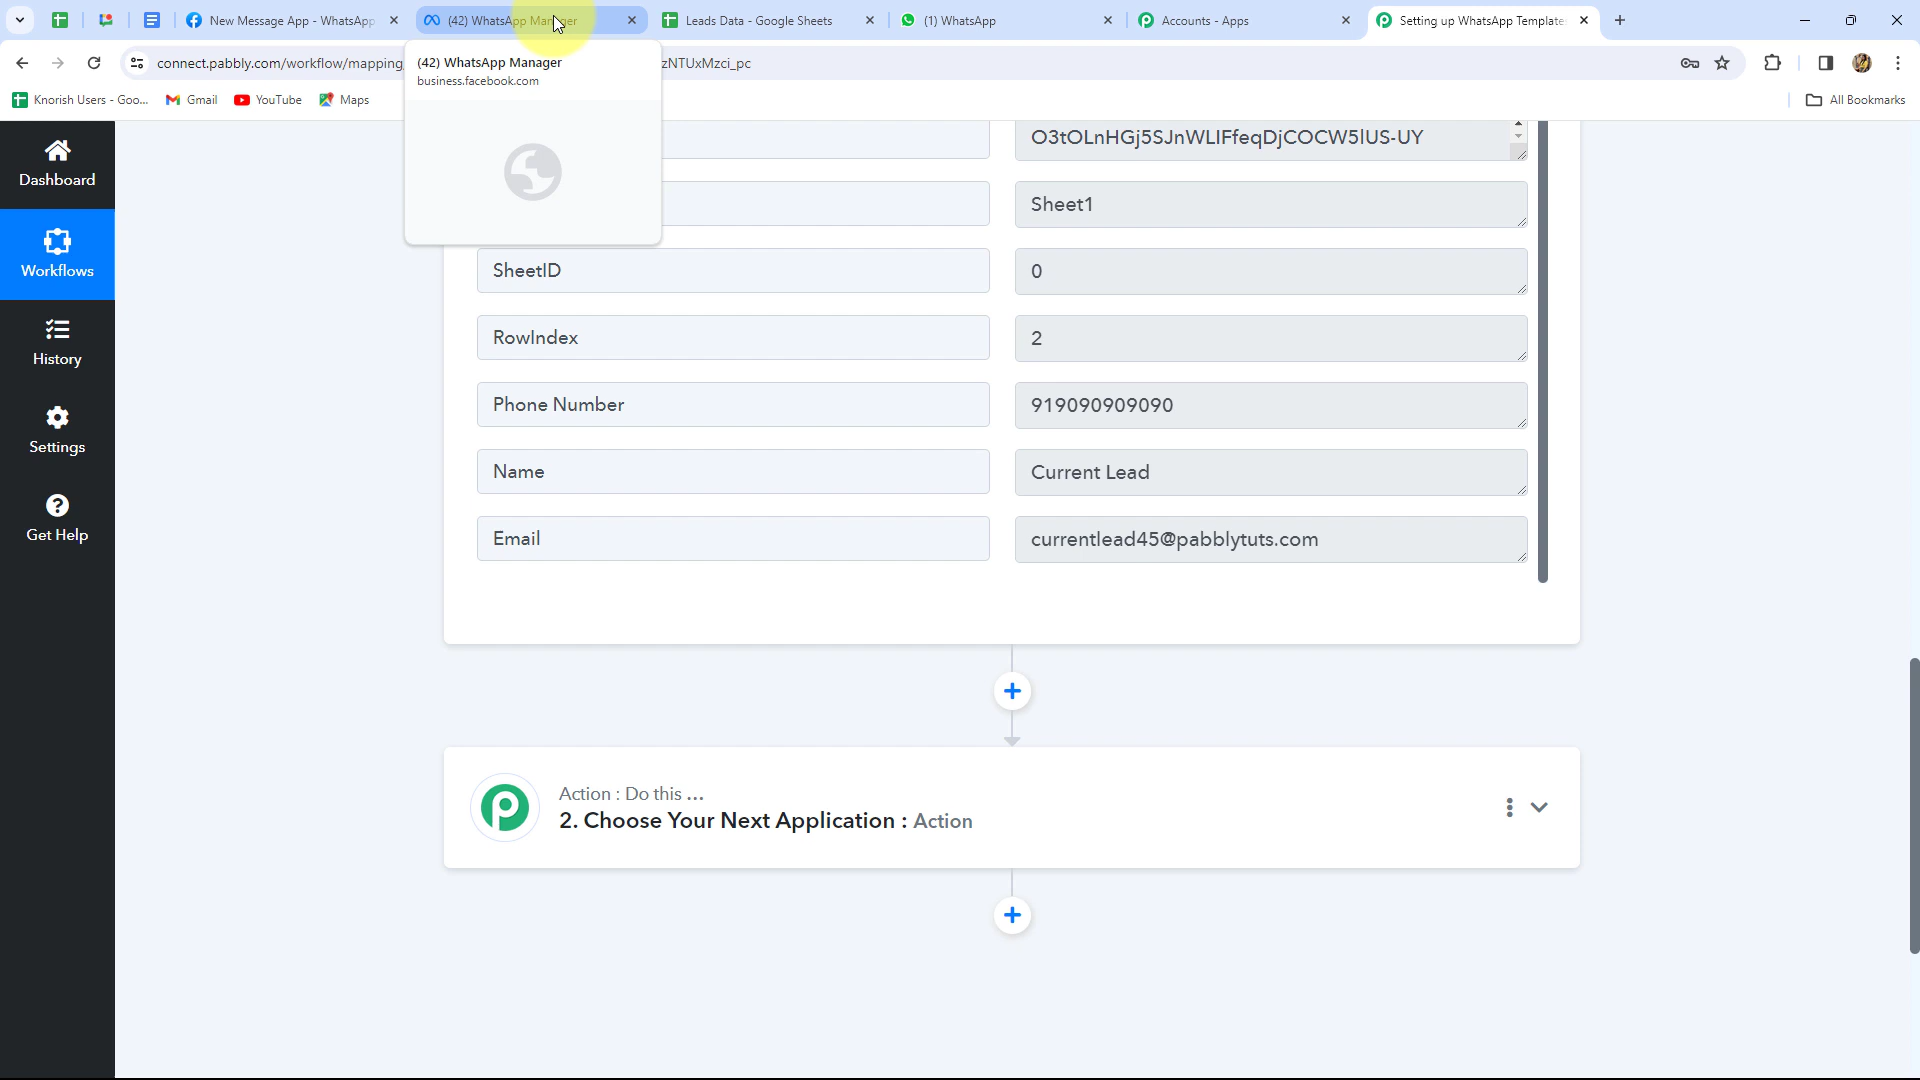 New Message App - WhatsApp
(42) WhatsApp Manager
Leads Data - Google Sheets
(1) WhatsApp
Accounts - Apps
Setting up WhatsApp Template
connect.pabbly.com/workflow/mapping
zNTUxMzci_pc
(42) WhatsApp Manager
business.facebook.com
Knorish Users - Goo...
Gmail
YouTube
Maps
All Bookmarks
Dashboard
Workflows
History
Settings
Get Help
O3tOLnHGj5SJnWLIFfeqDjCOCW5lUS-UY
Sheet1
SheetID
0
RowIndex
2
Phone Number
919090909090
Name
Current Lead
Email
currentlead45@pabblytuts.com
Action : Do this ...
2. Choose Your Next Application : Action